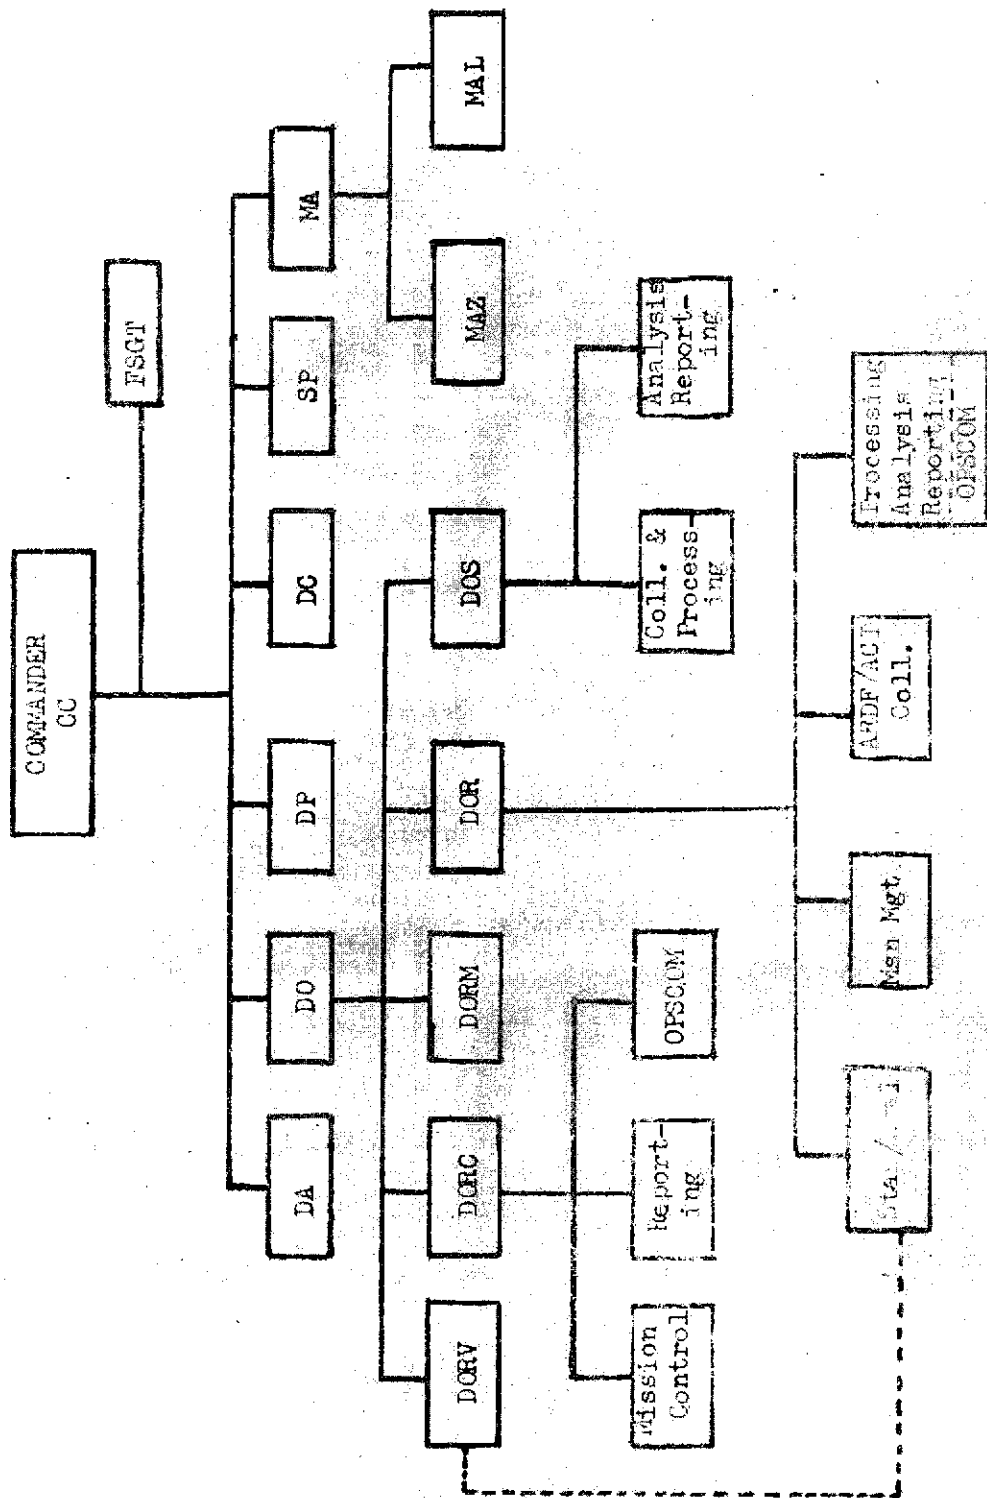 COMMANDER
CC
FSGT
DA
DO
DP
DC
SP
MA
DORV
DORC
DORM
DOR
DOS
MAZ
MAL
Mission
Control
Report-
ing
OPSCOM
Coll. &
Process-
ing
Analysis
Report-
ing
Msn Mgt
ARDF/ACT
Coll.
Processing
Analysis
Reporting
OPSCOM